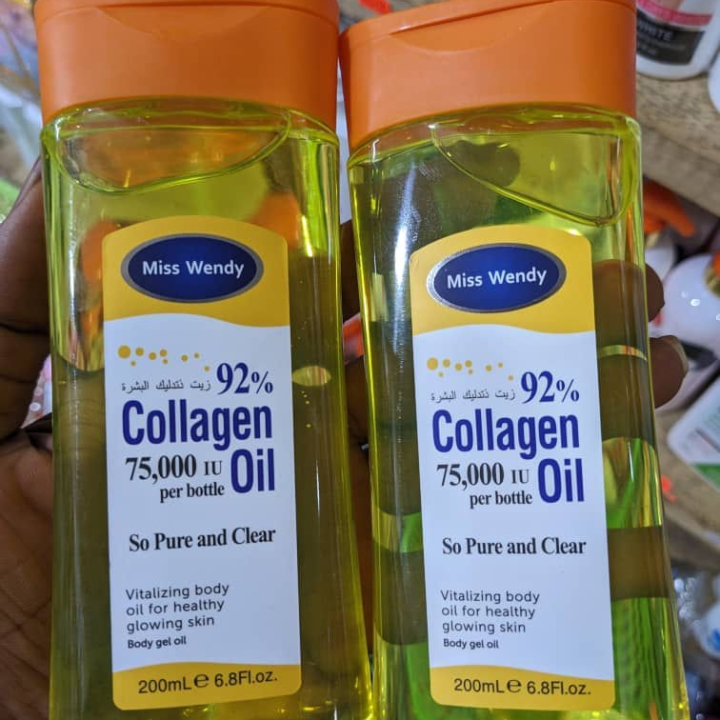 Miss Wendy
زيت ذتدليك البشرة 92%
Collagen
75,000 IU
per bottle
Oil
So Pure and Clear
Vitalizing body
oil for healthy
glowing skin
Body gel oil
200mL℮ 6.8Fl.oz.
Miss Wendy
زيت ذتدليك البشرة 92%
Collagen
75,000 IU
per bottle
Oil
So Pure and Clear
Vitalizing body
oil for healthy
glowing skin
Body gel oil
200mL℮ 6.8Fl.oz.